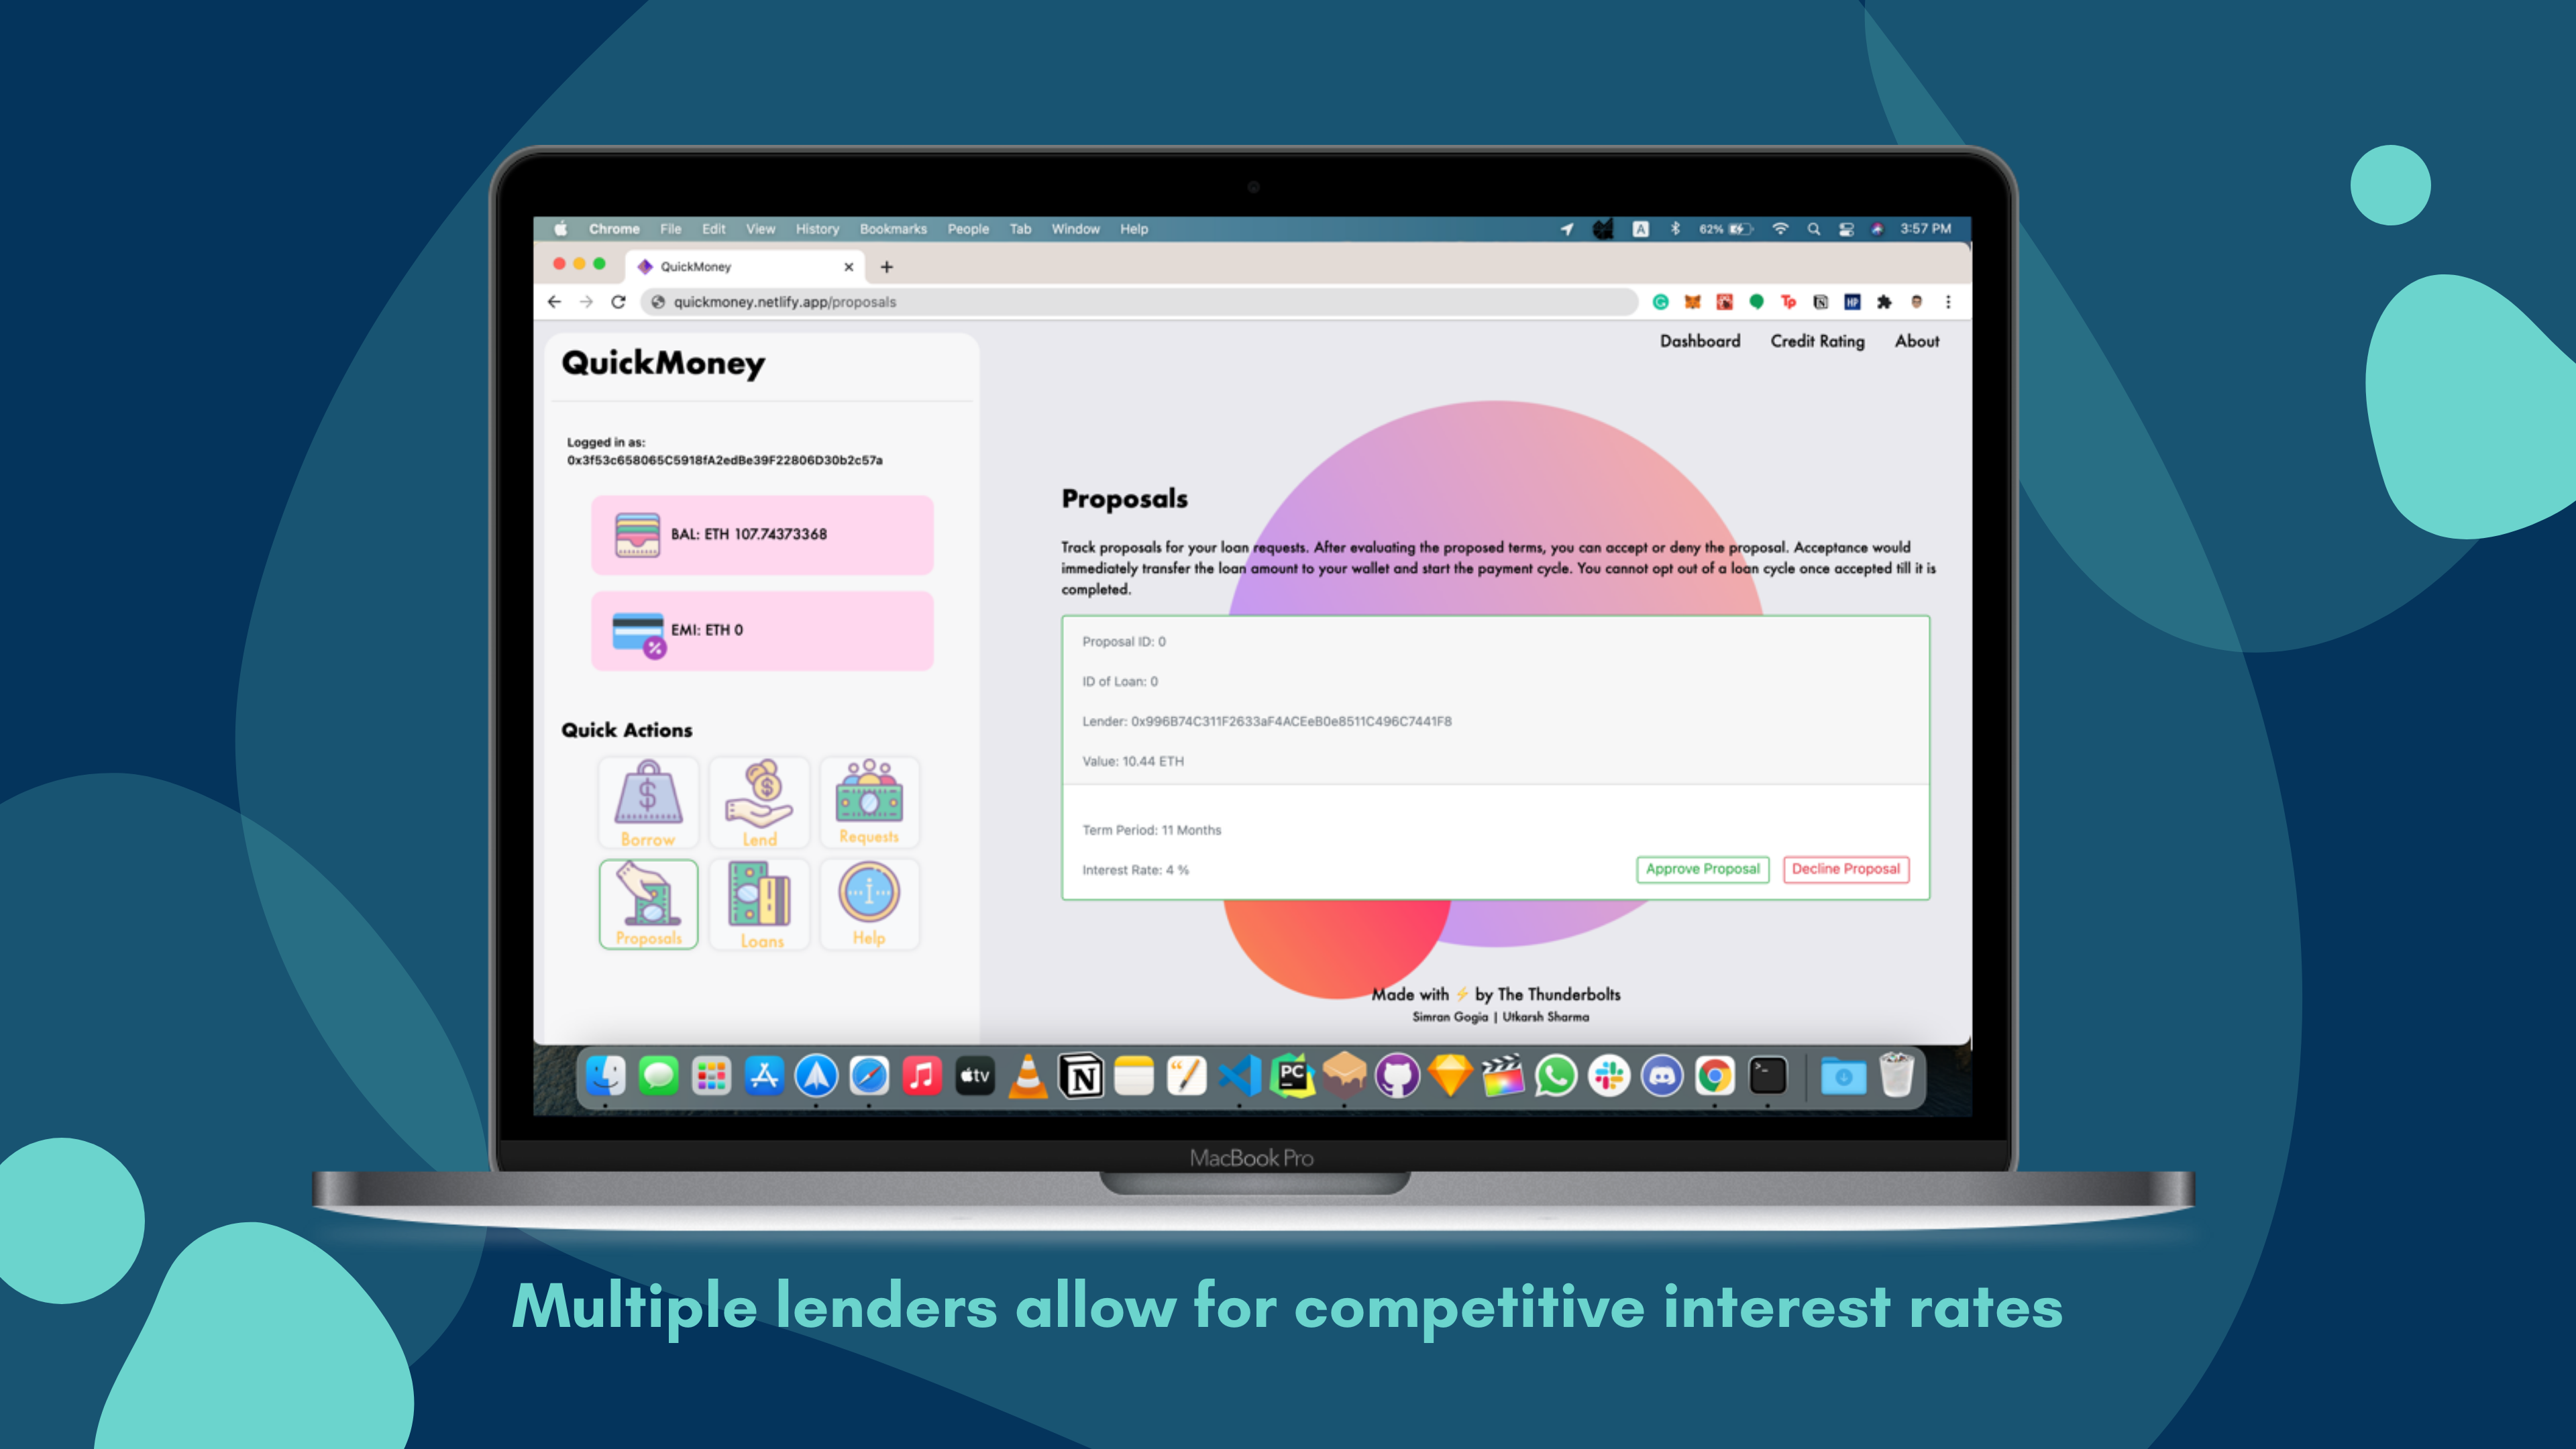 Chrome File Edit View History Bookmarks People Tab Window Help A 62% 3:57 PM
QuickMoney
quickmoney.netlify.app/proposals
Tp N HP
Dashboard Credit Rating About
QuickMoney
Logged in as:
0x3f53c658065C5918fA2edBe39F22806D30b2c57a
BAL: ETH 107.74373368
EMI: ETH 0
Quick Actions
Borrow Lend Requests
Proposals Loans Help
Proposals
Track proposals for your loan requests. After evaluating the proposed terms, you can accept or deny the proposal. Acceptance would
immediately transfer the loan amount to your wallet and start the payment cycle. You cannot opt out of a loan cycle once accepted till it is
completed.
Proposal ID: 0
ID of Loan: 0
Lender: 0x996B74C311F2633aF4ACEeB0e8511C496C7441F8
Value: 10.44 ETH
Term Period: 11 Months
Interest Rate: 4 %
Approve Proposal Decline Proposal
Made with ⚡ by The Thunderbolts
Simran Gogia | Utkarsh Sharma
tv N PC
MacBook Pro
Multiple lenders allow for competitive interest rates